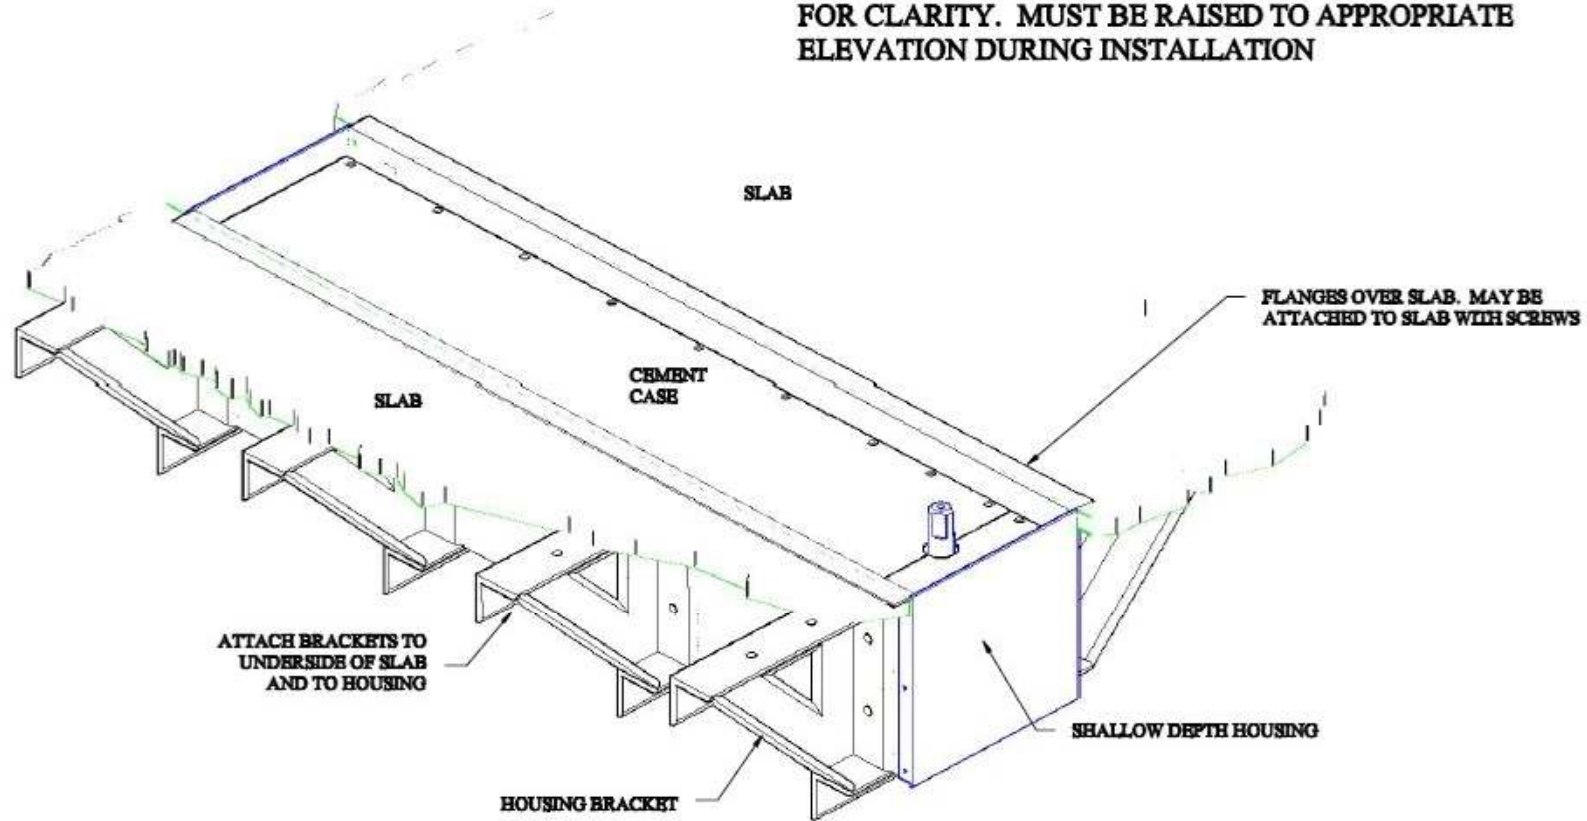 FOR CLARITY. MUST BE RAISED TO APPROPRIATE
ELEVATION DURING INSTALLATION
SLAB
FLANGES OVER SLAB. MAY BE
ATTACHED TO SLAB WITH SCREWS
CEMENT
CASE
SLAB
ATTACH BRACKETS TO
UNDERSIDE OF SLAB
AND TO HOUSING
SHALLOW DEPTH HOUSING
HOUSING BRACKET